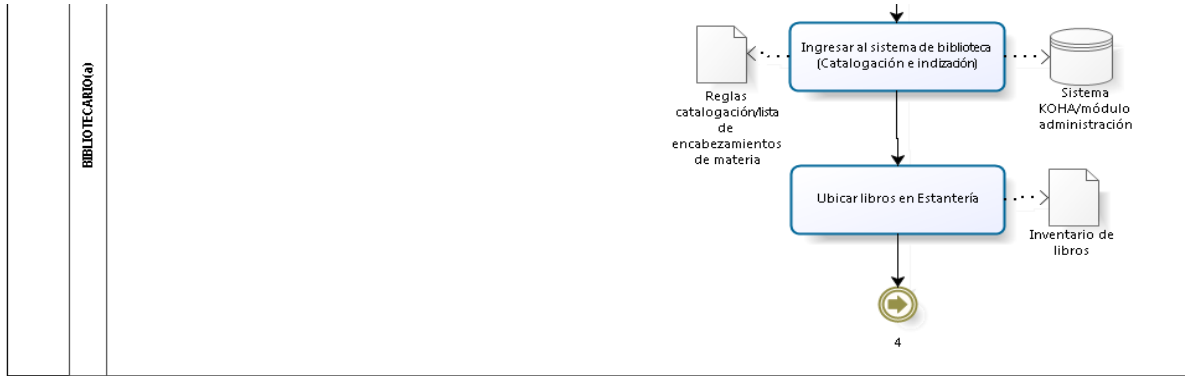 BIBLIOTECARIO(a)
Ingresar al sistema de biblioteca
(Catalogación e indización)
Reglas
catalogación/lista
de
encabezamientos
de materia
Sistema
KOHA/módulo
administración
Ubicar libros en Estantería
Inventario de
libros
4